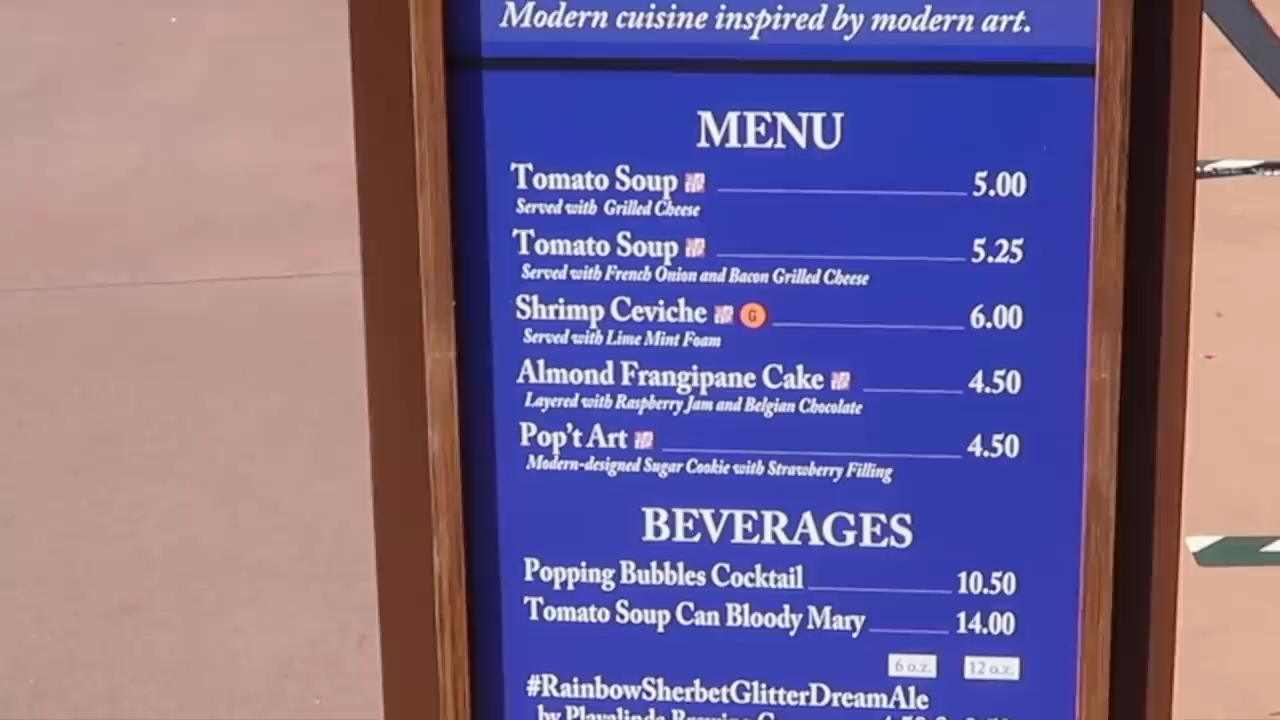 Modern cuisine inspired by modern art.
MENU
Tomato Soup 5.00
Served with Grilled Cheese
Tomato Soup 5.25
Served with French Onion and Bacon Grilled Cheese
Shrimp Ceviche G 6.00
Served with Lime Mint Foam
Almond Frangipane Cake 4.50
Layered with Raspberry Jam and Belgian Chocolate
Pop't Art 4.50
Modern-designed Sugar Cookie with Strawberry Filling
BEVERAGES
Popping Bubbles Cocktail 10.50
Tomato Soup Can Bloody Mary 14.00
6 oz. 12 oz.
#RainbowSherbetGlitterDreamAle
by Playalinda Brewing